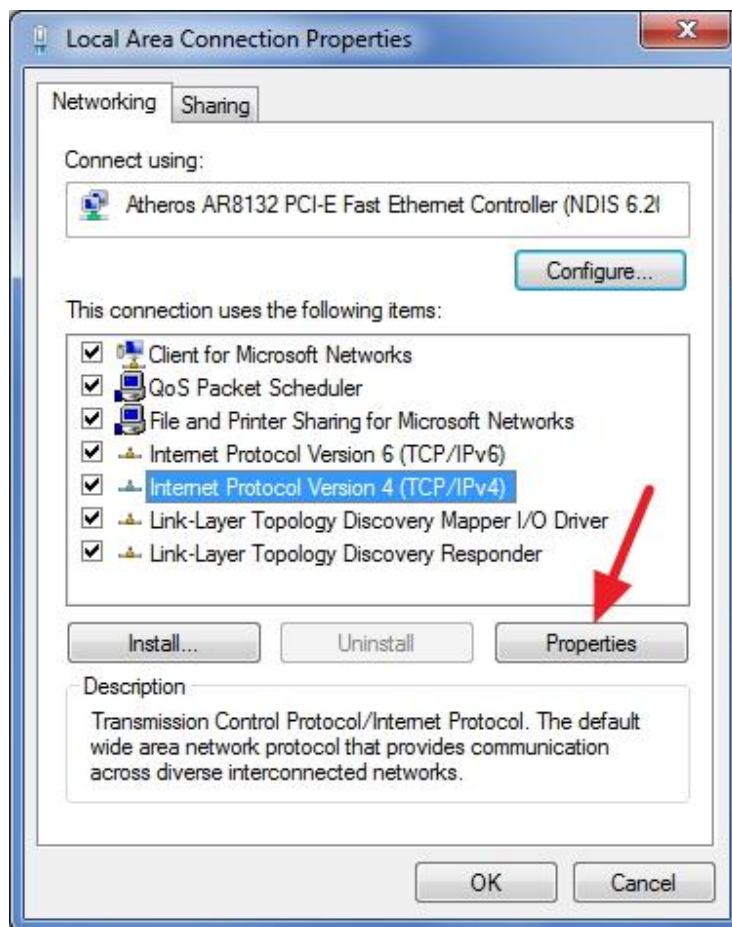 Local Area Connection Properties
Networking
Sharing
Connect using:
Atheros AR8132 PCI-E Fast Ethernet Controller (NDIS 6.2
Configure...
This connection uses the following items:
Client for Microsoft Networks
QoS Packet Scheduler
File and Printer Sharing for Microsoft Networks
Internet Protocol Version 6 (TCP/IPv6)
Internet Protocol Version 4 (TCP/IPv4)
Link-Layer Topology Discovery Mapper I/O Driver
Link-Layer Topology Discovery Responder
Install...
Uninstall
Properties
Description
Transmission Control Protocol/Internet Protocol. The default
wide area network protocol that provides communication
across diverse interconnected networks.
OK
Cancel